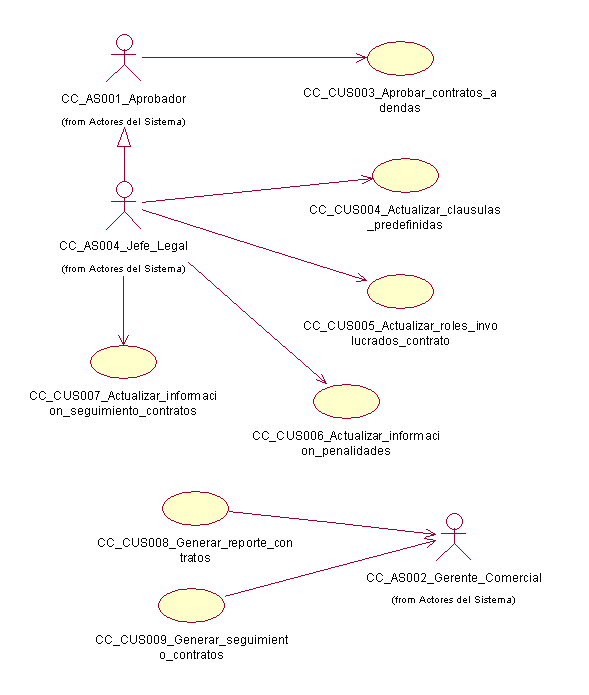 CC_AS001_Aprobador
(from Actores del Sistema)
CC_CUS003_Aprobar_contratos_a
dendas
CC_CUS004_Actualizar_clausulas
_predefinidas
CC_AS004_Jefe_Legal
(from Actores del Sistema)
CC_CUS005_Actualizar_roles_invo
lucrados_contrato
CC_CUS007_Actualizar_informaci
on_seguimiento_contratos
CC_CUS006_Actualizar_informaci
on_penalidades
CC_CUS008_Generar_reporte_con
tratos
CC_AS002_Gerente_Comercial
(from Actores del Sistema)
CC_CUS009_Generar_seguimient
o_contratos